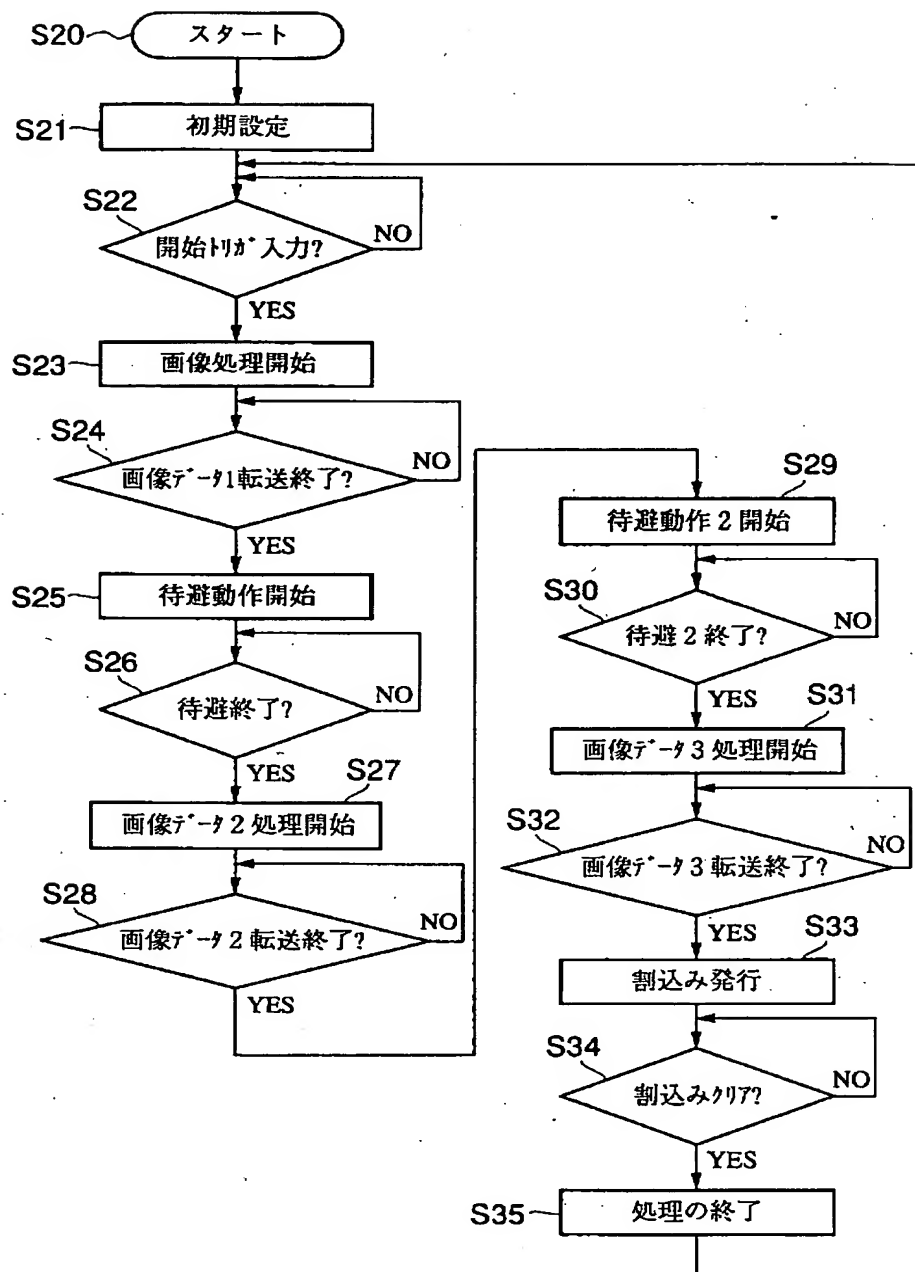 S20 スタート
S21 初期設定
S22
開始トリガ入力?
NO
YES
S23 画像処理開始
S24
画像データ1転送終了?
NO
YES
S25 待避動作開始
S26
待避終了?
NO
YES
S27
画像データ2処理開始
S28
画像データ2転送終了?
NO
YES
S29
待避動作2開始
S30
待避2終了?
NO
YES
S31
画像データ3処理開始
S32
画像データ3転送終了?
NO
YES
S33
割込み発行
S34
割込みクリア?
NO
YES
S35 処理の終了